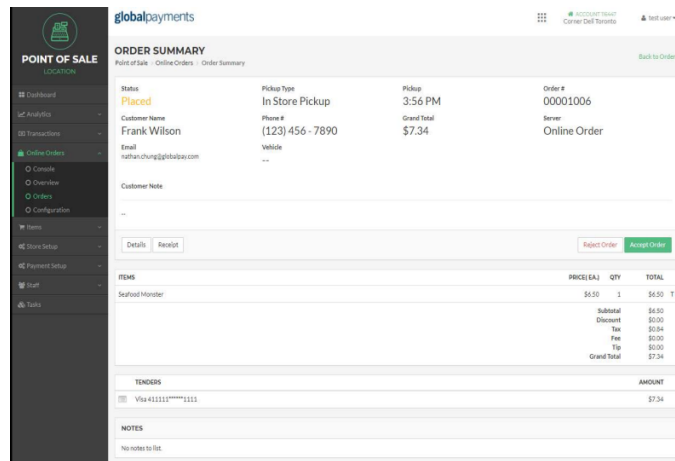 globalpayments
ACCOUNT
Corner Deli Toronto
test user
POINT OF SALE
LOCATION
Dashboard
Analytics
Transactions
Online Orders
Console
Overview
Orders
Configuration
Items
Store Setup
Payment Setup
Staff
Tasks
ORDER SUMMARY
Point of Sale
Online Orders
Order Summary
Back to Order
Status
Placed
Pickup Type
In Store Pickup
Pickup
3:56 PM
Order #
00001006
Customer Name
Frank Wilson
Phone #
(123) 456 - 7890
Grand Total
$7.34
Server
Online Order
Email
nathan.chung@globalpay.com
Vehicle
--
Customer Note
--
Details
Receipt
Reject Order
Accept Order
ITEMS PRICE(EA.) QTY TOTAL
Seafood Monster $6.50 1 $6.50 T
Subtotal $6.50
Discount $0.00
Tax $0.84
Fee $0.00
Tip $0.00
Grand Total $7.34
TENDERS AMOUNT
Visa 411111******1111 $7.34
NOTES
No notes to list.